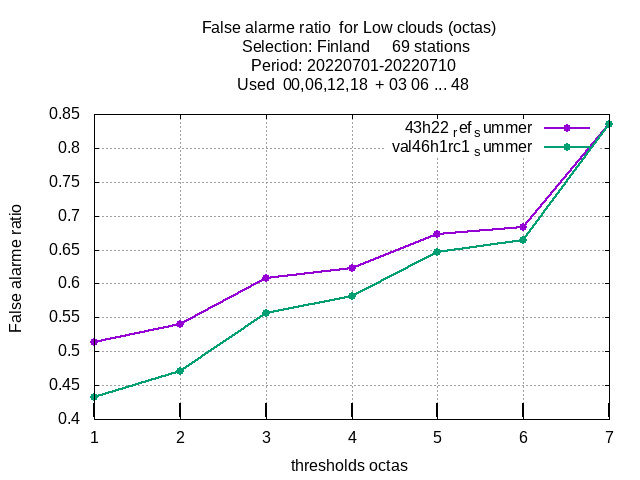 False alarme ratio  for Low clouds (octas)
Selection: Finland     69 stations
Period: 20220701-20220710
Used  00,06,12,18  + 03 06 ... 48
43h22_ref_summer
val46h1rc1_summer
0.85
0.8
0.75
0.7
0.65
0.6
0.55
0.5
0.45
0.4
False alarme ratio
1 2 3 4 5 6 7
thresholds octas